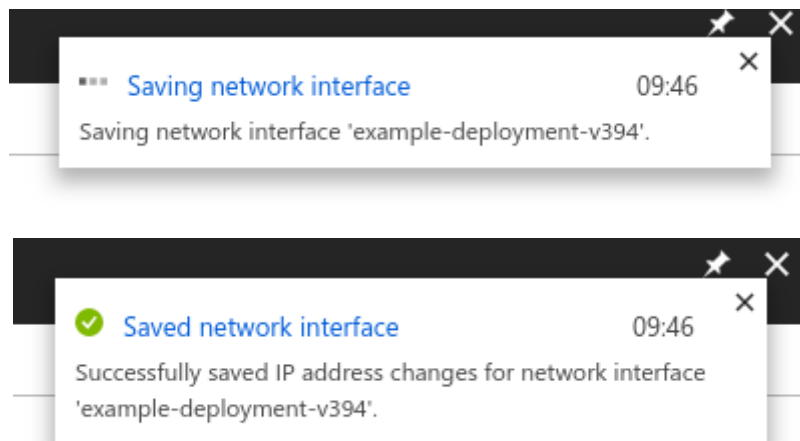 Saving network interface 09:46
Saving network interface 'example-deployment-v394'.
Saved network interface 09:46
Successfully saved IP address changes for network interface
'example-deployment-v394'.